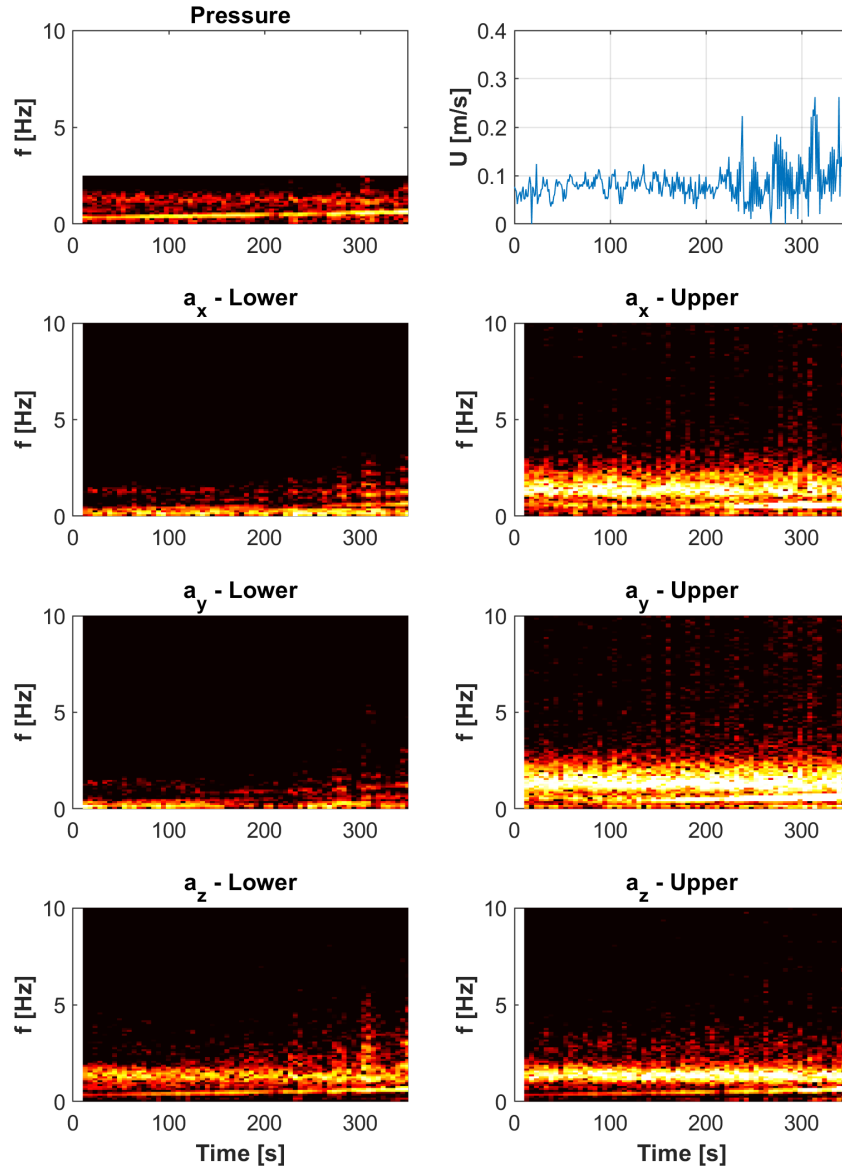 Pressure
10
5
0
f [Hz]
0 100 200 300
0.4
0.3
0.2
0.1
0
U [m/s]
0 100 200 300
a_x - Lower
10
5
0
f [Hz]
0 100 200 300
a_x - Upper
10
5
0
f [Hz]
0 100 200 300
a_y - Lower
10
5
0
f [Hz]
0 100 200 300
a_y - Upper
10
5
0
f [Hz]
0 100 200 300
a_z - Lower
10
5
0
f [Hz]
0 100 200 300
Time [s]
a_z - Upper
10
5
0
f [Hz]
0 100 200 300
Time [s]